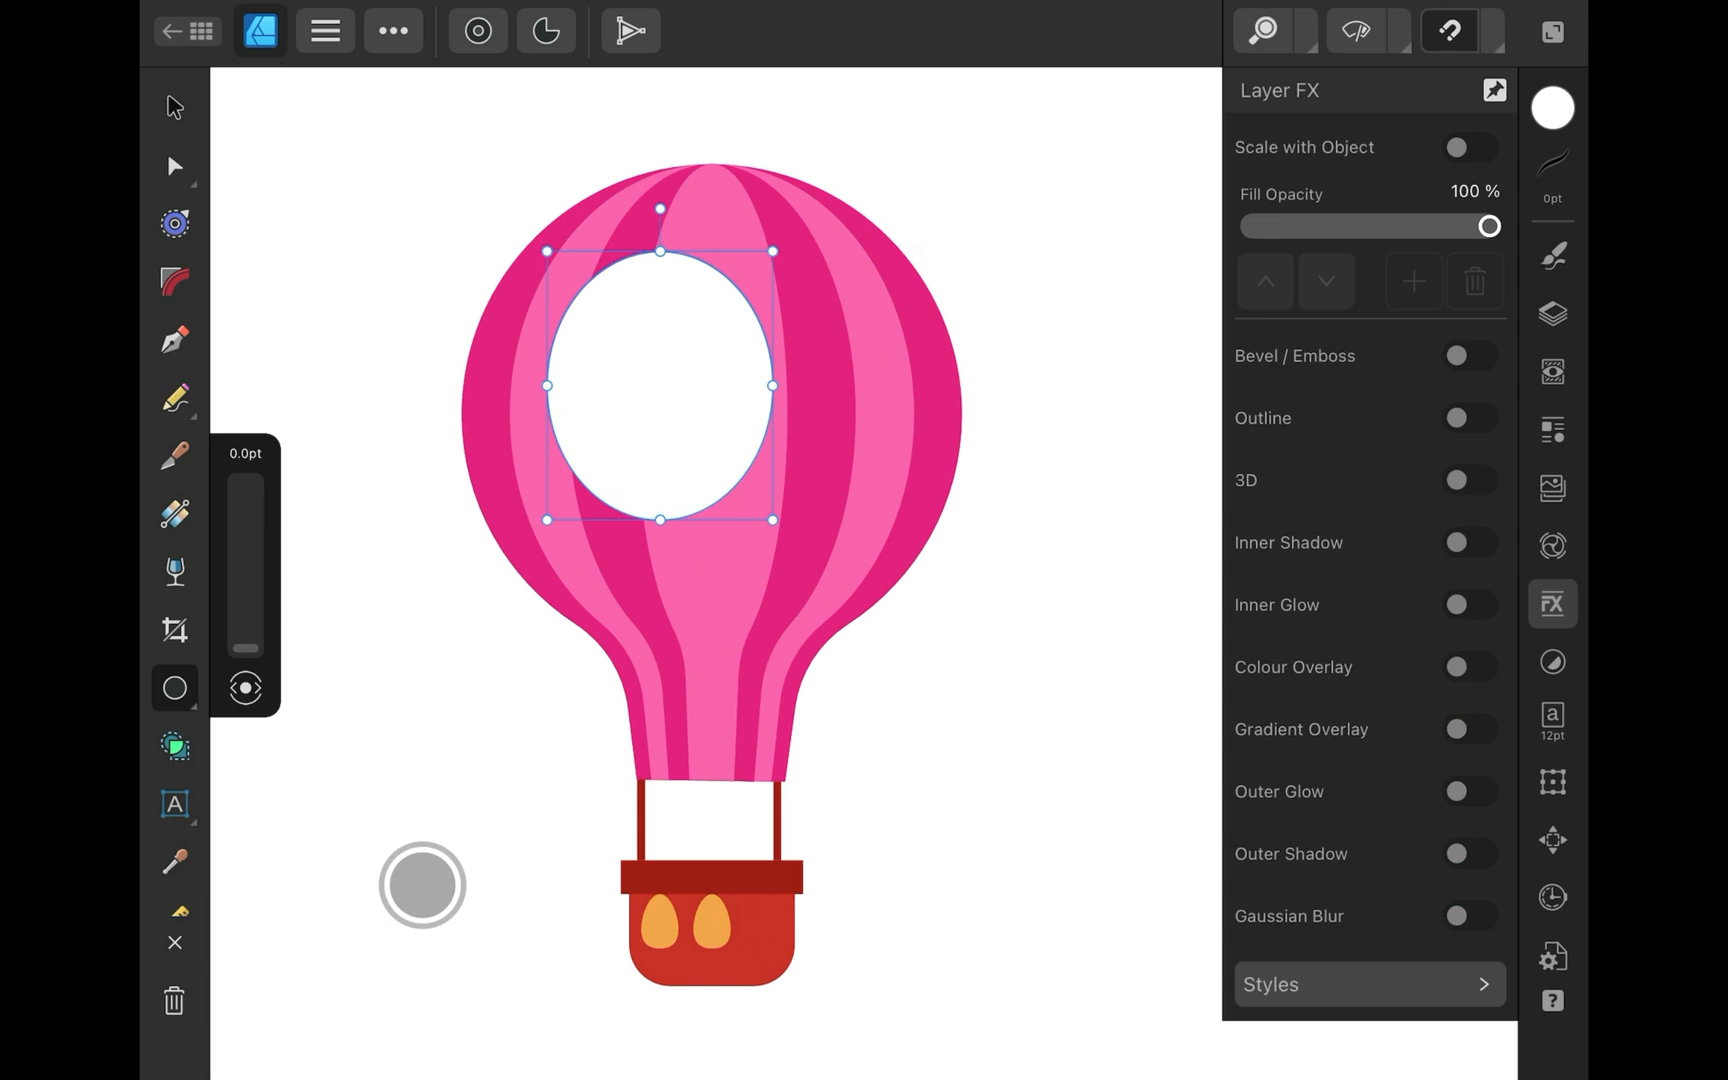 Layer FX
Scale with Object
Fill Opacity 100 %
0pt
Bevel / Emboss
Outline
0.0pt
3D
Inner Shadow
Inner Glow
Colour Overlay
Gradient Overlay
a
12pt
Outer Glow
A
Outer Shadow
Gaussian Blur
Styles
FX
?